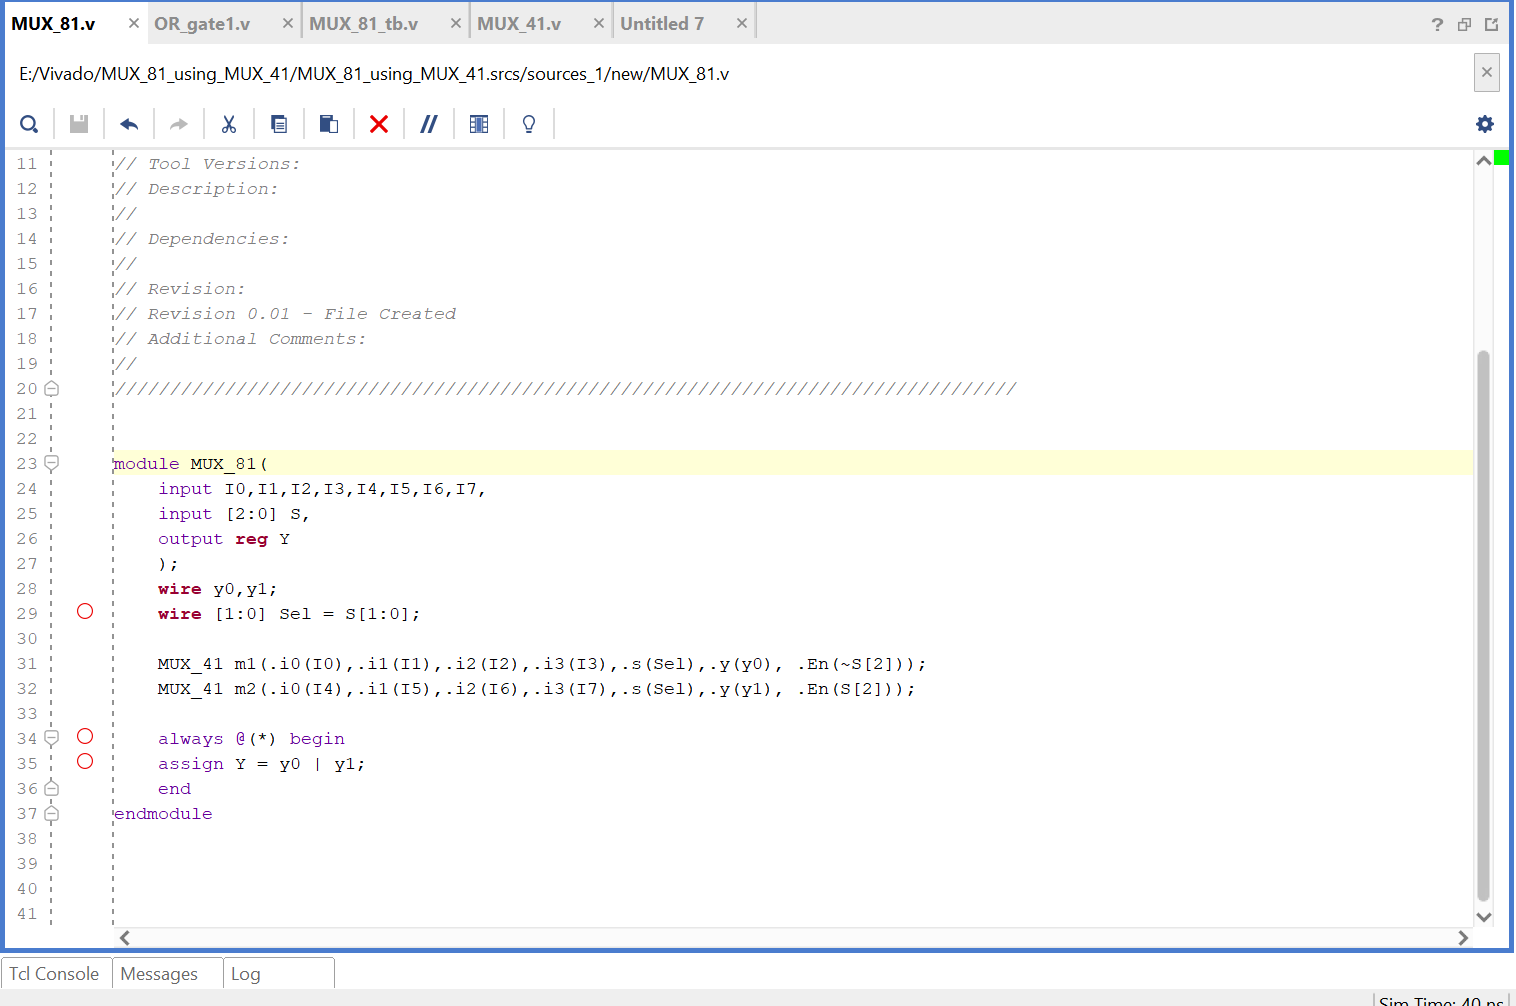 MUX_81.v × OR_gate1.v × MUX_81_tb.v × MUX_41.v × Untitled 7 × ?
E:/Vivado/MUX_81_using_MUX_41/MUX_81_using_MUX_41.srcs/sources_1/new/MUX_81.v ×
11 // Tool Versions:
12 // Description:
13 //
14 // Dependencies:
15 //
16 // Revision:
17 // Revision 0.01 - File Created
18 // Additional Comments:
19 //
20 //////////////////////////////////////////////////////////////////////////////////
21
22
23 module MUX_81(
24 input I0,I1,I2,I3,I4,I5,I6,I7,
25 input [2:0] S,
26 output reg Y
27 );
28 wire y0,y1;
29 wire [1:0] Sel = S[1:0];
30
31 MUX_41 m1(.i0(I0),.i1(I1),.i2(I2),.i3(I3),.s(Sel),.y(y0), .En(~S[2]));
32 MUX_41 m2(.i0(I4),.i1(I5),.i2(I6),.i3(I7),.s(Sel),.y(y1), .En(S[2]));
33
34 always @(*) begin
35 assign Y = y0 | y1;
36 end
37 endmodule
38
39
40
41
Tcl Console Messages Log
Sim Time: 40 ns